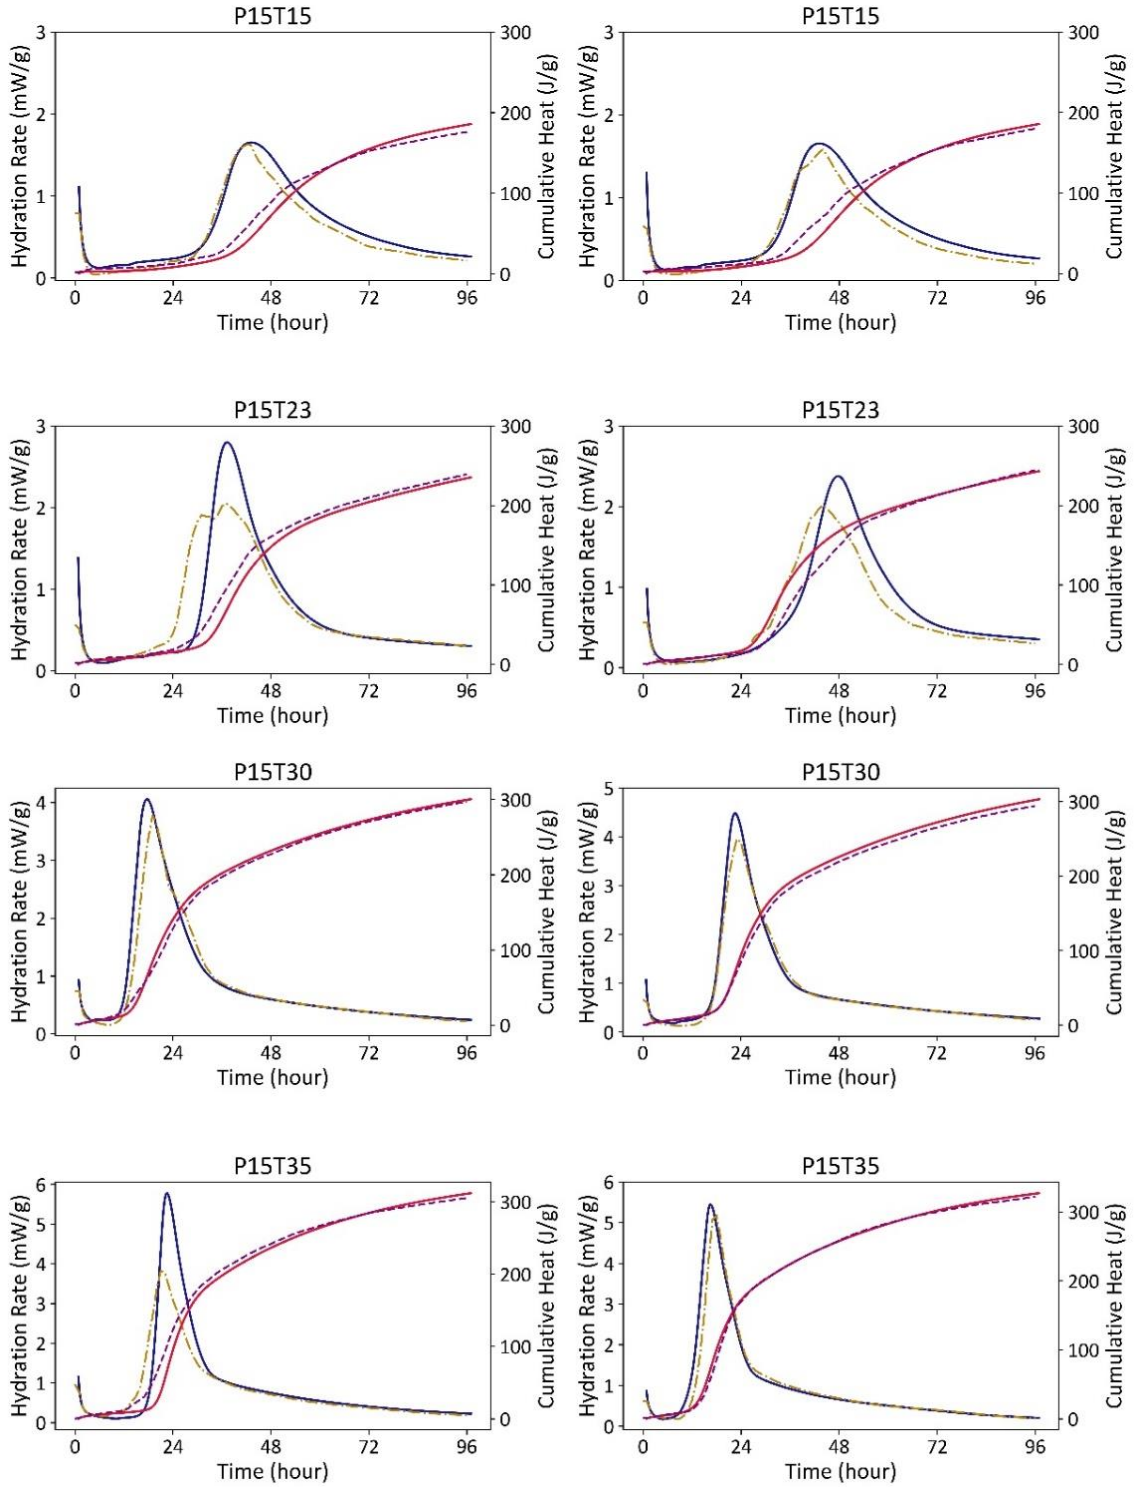 P15T15
Hydration Rate (mW/g)
3
2
1
0
300
200
100
0
Cumulative Heat (J/g)
0 24 48 72 96
Time (hour)
P15T15
Hydration Rate (mW/g)
3
2
1
0
300
200
100
0
Cumulative Heat (J/g)
0 24 48 72 96
Time (hour)
P15T23
Hydration Rate (mW/g)
3
2
1
0
300
200
100
0
Cumulative Heat (J/g)
0 24 48 72 96
Time (hour)
P15T23
Hydration Rate (mW/g)
3
2
1
0
300
200
100
0
Cumulative Heat (J/g)
0 24 48 72 96
Time (hour)
P15T30
Hydration Rate (mW/g)
4
3
2
1
0
300
200
100
0
Cumulative Heat (J/g)
0 24 48 72 96
Time (hour)
P15T30
Hydration Rate (mW/g)
5
4
3
2
1
0
300
200
100
0
Cumulative Heat (J/g)
0 24 48 72 96
Time (hour)
P15T35
Hydration Rate (mW/g)
6
5
4
3
2
1
0
300
200
100
0
Cumulative Heat (J/g)
0 24 48 72 96
Time (hour)
P15T35
Hydration Rate (mW/g)
6
5
4
3
2
1
0
300
200
100
0
Cumulative Heat (J/g)
0 24 48 72 96
Time (hour)